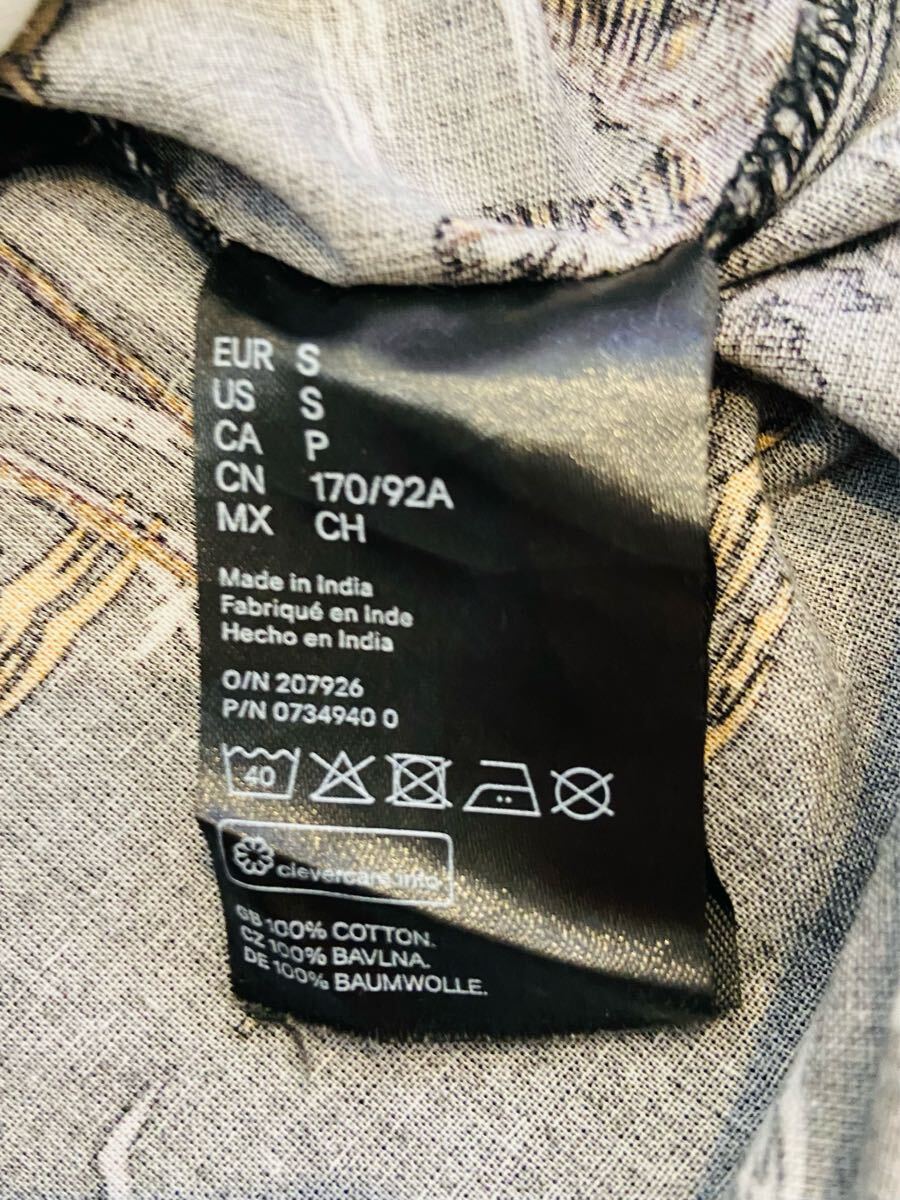 EUR S
US S
CA P
CN 170/92A
MX CH
Made in India
Fabriqué en Inde
Hecho en India
O/N 207926
P/N 0734940 0
40
clevercare.info
GB 100% COTTON.
CZ 100% BAVLNA.
DE 100% BAUMWOLLE.